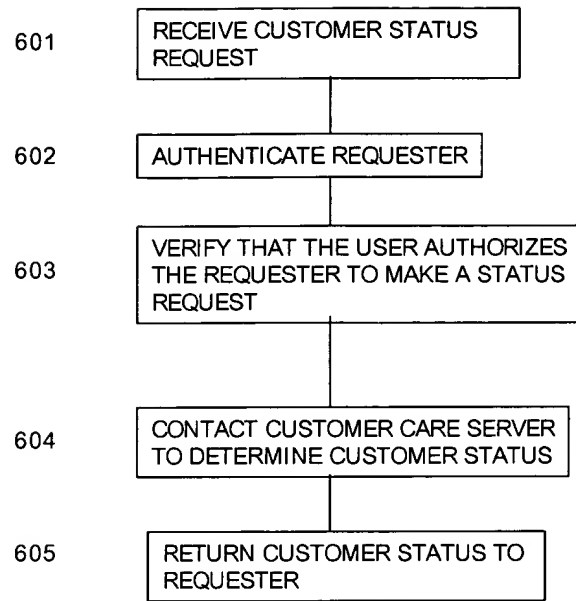 601 RECEIVE CUSTOMER STATUS
REQUEST
602 AUTHENTICATE REQUESTER
VERIFY THAT THE USER AUTHORIZES
603 THE REQUESTER TO MAKE A STATUS
REQUEST
604 CONTACT CUSTOMER CARE SERVER
TO DETERMINE CUSTOMER STATUS
605 RETURN CUSTOMER STATUS TO
REQUESTER